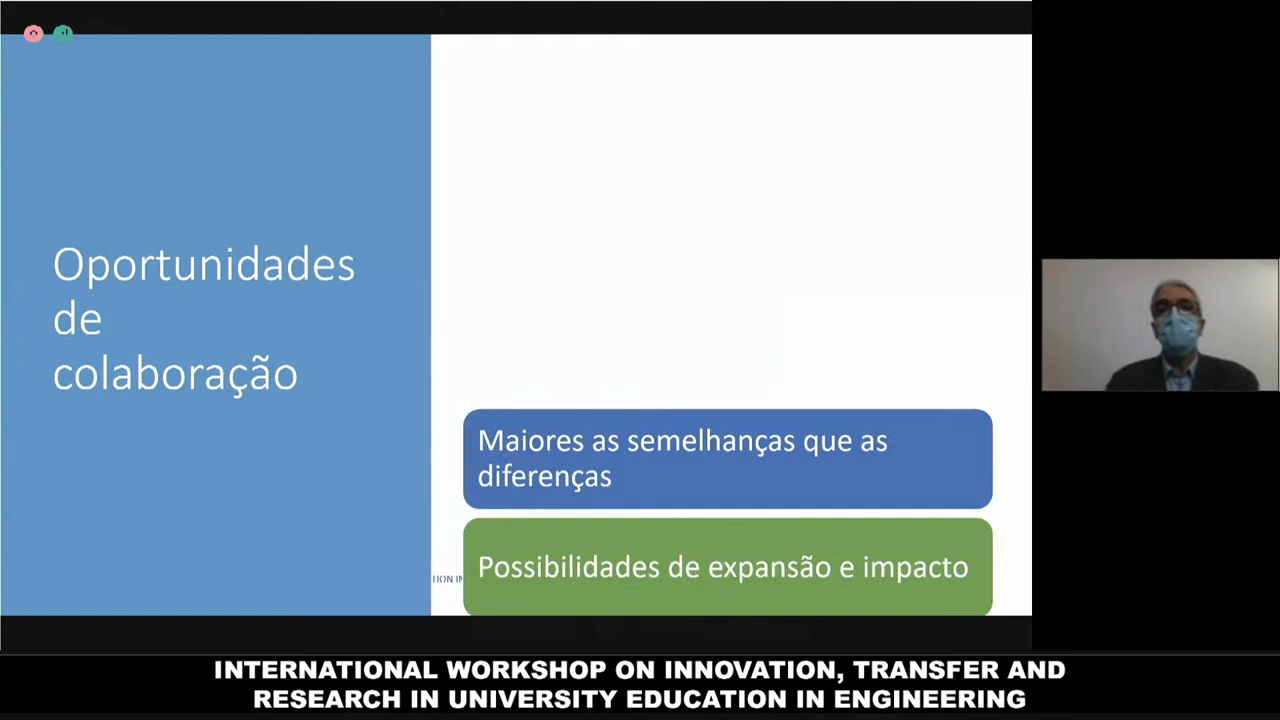 Oportunidades
de
colaboração
Maiores as semelhanças que as
diferenças
Possibilidades de expansão e impacto
INTERNATIONAL WORKSHOP ON INNOVATION, TRANSFER AND
RESEARCH IN UNIVERSITY EDUCATION IN ENGINEERING